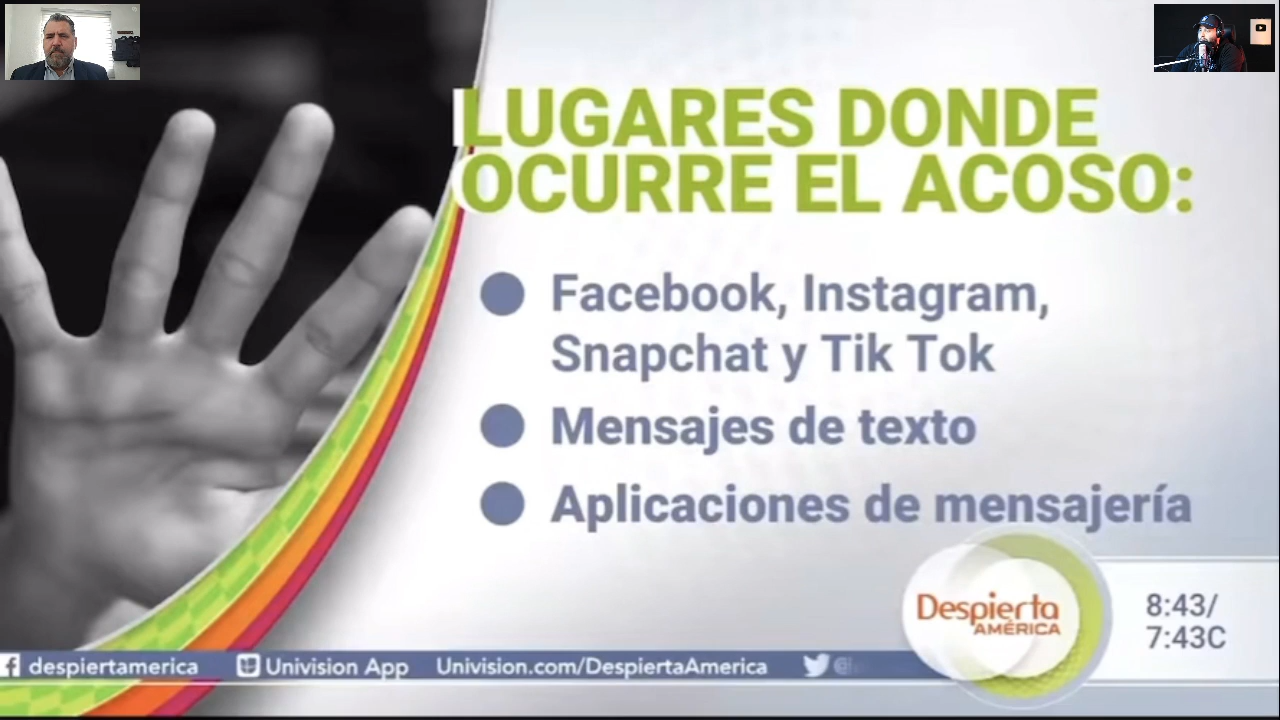 LUGARES DONDE
OCURRE EL ACOSO:
Facebook, Instagram,
Snapchat y Tik Tok
Mensajes de texto
Aplicaciones de mensajería
Despierta
AMÉRICA
8:43/
7:43C
despiertamerica
Univision App
Univision.com/DespiertaAmerica